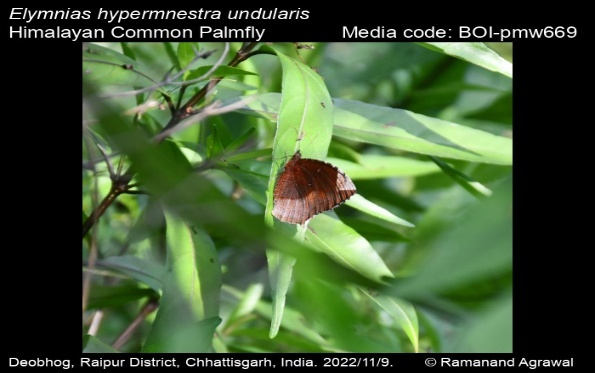 Elymnias hypermnestra undularis
Himalayan Common Palmfly Media code: BOI-pmw669
Deobhog, Raipur District, Chhattisgarh, India. 2022/11/9. © Ramanand Agrawal